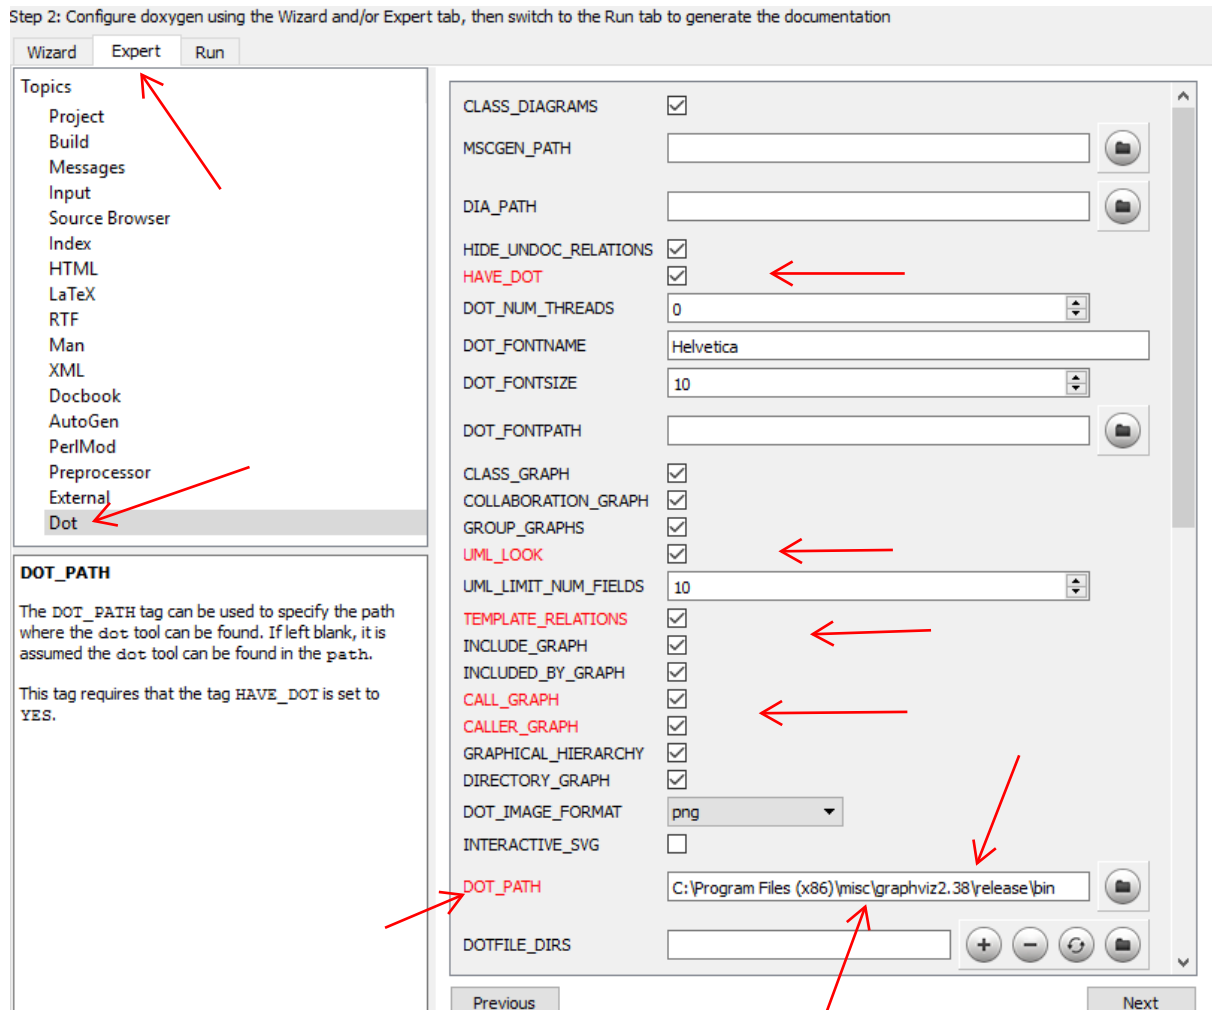 Step 2: Configure doxygen using the Wizard and/or Expert tab, then switch to the Run tab to generate the documentation
Wizard Expert Run
Topics
Project
Build
Messages
Input
Source Browser
Index
HTML
LaTeX
RTF
Man
XML
Docbook
AutoGen
PerlMod
Preprocessor
External
Dot
DOT_PATH
The DOT_PATH tag can be used to specify the path
where the dot tool can be found. If left blank, it is
assumed the dot tool can be found in the path.
This tag requires that the tag HAVE_DOT is set to
YES.
CLASS_DIAGRAMS
MSCGEN_PATH
DIA_PATH
HIDE_UNDOC_RELATIONS
HAVE_DOT
DOT_NUM_THREADS 0
DOT_FONTNAME Helvetica
DOT_FONTSIZE 10
DOT_FONTPATH
CLASS_GRAPH
COLLABORATION_GRAPH
GROUP_GRAPHS
UML_LOOK
UML_LIMIT_NUM_FIELDS 10
TEMPLATE_RELATIONS
INCLUDE_GRAPH
INCLUDED_BY_GRAPH
CALL_GRAPH
CALLER_GRAPH
GRAPHICAL_HIERARCHY
DIRECTORY_GRAPH
DOT_IMAGE_FORMAT png
INTERACTIVE_SVG
DOT_PATH C:\Program Files (x86)\misc\graphviz2.38\release\bin
DOTFILE_DIRS
Previous Next